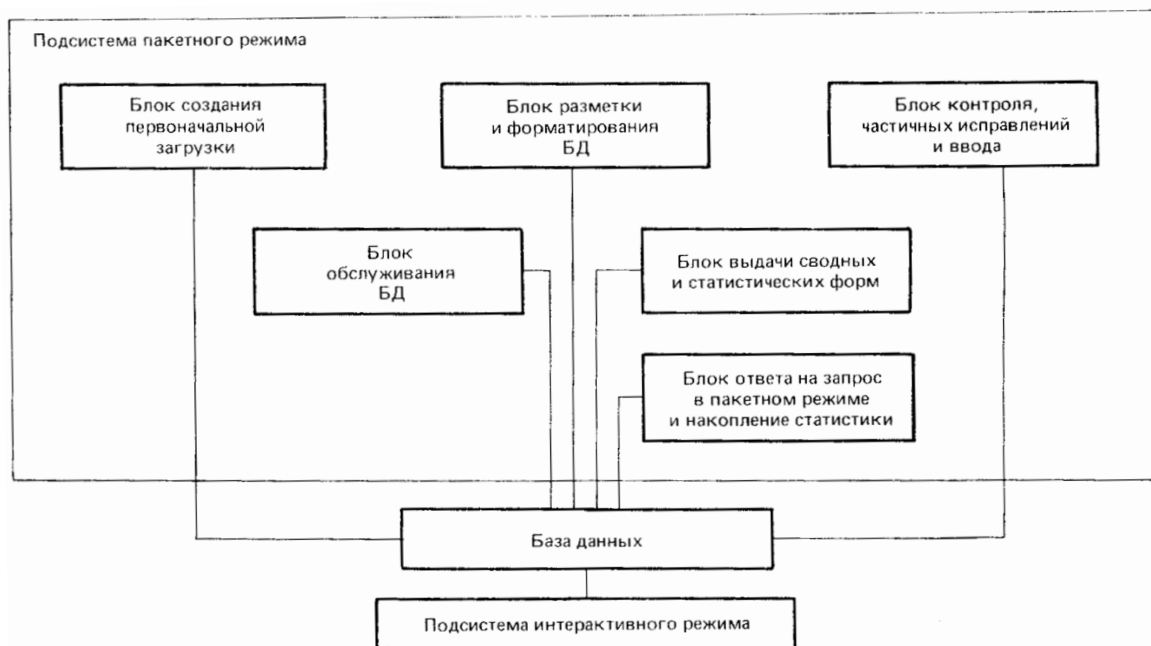 Подсистема пакетного режима
Блок создания
первоначальной
загрузки
Блок разметки
и форматирования
БД
Блок контроля,
частичных исправлений
и ввода
Блок
обслуживания
БД
Блок выдачи сводных
и статистических форм
Блок ответа на запрос
в пакетном режиме
и накопление статистики
База данных
Подсистема интерактивного режима